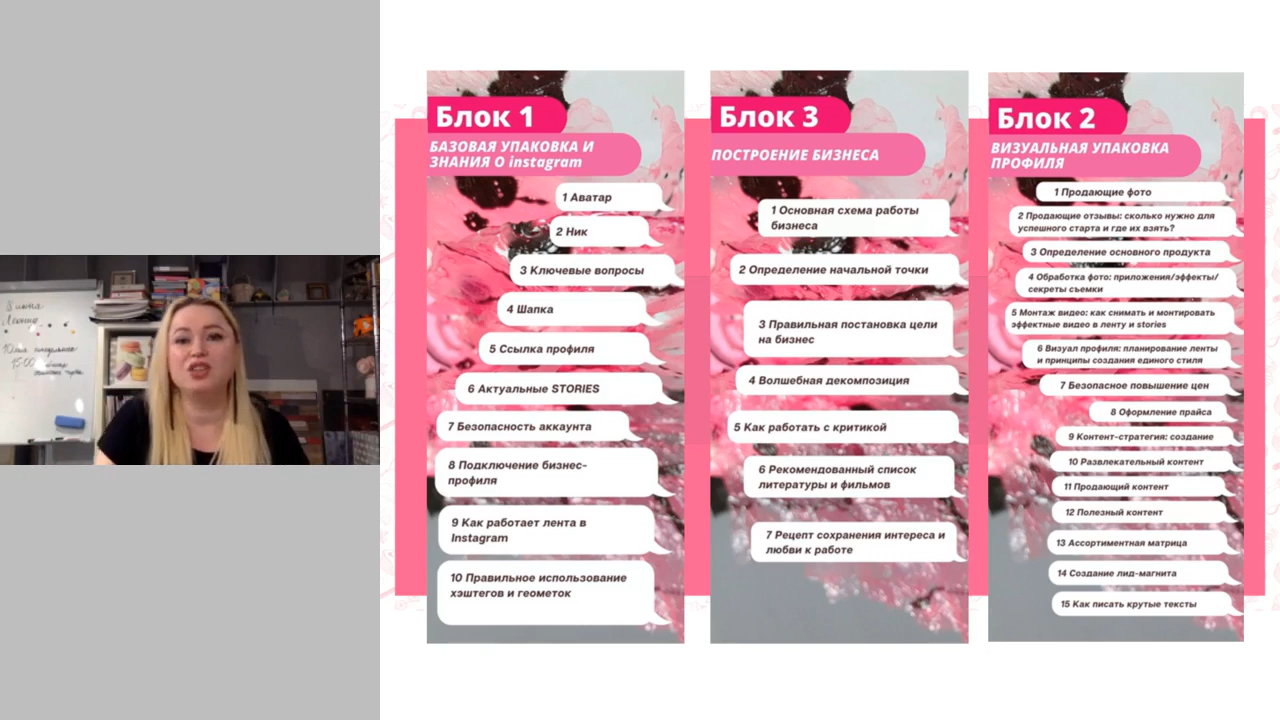 8 июня
10
15:00
Блок 1
БАЗОВАЯ УПАКОВКА И
ЗНАНИЯ О instagram
1 Аватар
2 Ник
3 Ключевые вопросы
4 Шапка
5 Ссылка профиля
6 Актуальные STORIES
7 Безопасность аккаунта
8 Подключение бизнес-
профиля
9 Как работает лента в
Instagram
10 Правильное использование
хэштегов и геометок
Блок 3
ПОСТРОЕНИЕ БИЗНЕСА
1 Основная схема работы
бизнеса
2 Определение начальной точки
3 Правильная постановка цели
на бизнес
4 Волшебная декомпозиция
5 Как работать с критикой
6 Рекомендованный список
литературы и фильмов
7 Рецепт сохранения интереса и
любви к работе
Блок 2
ВИЗУАЛЬНАЯ УПАКОВКА
ПРОФИЛЯ
1 Продающие фото
2 Продающие отзывы: сколько нужно для
успешного старта и где их взять?
3 Определение основного продукта
4 Обработка фото: приложения/эффекты/
секреты съемки
5 Монтаж видео: как снимать и монтировать
эффектные видео в ленту и stories
6 Визуал профиля: планирование ленты
и принципы создания единого стиля
7 Безопасное повышение цен
8 Оформление прайса
9 Контент-стратегия: создание
10 Развлекательный контент
11 Продающий контент
12 Полезный контент
13 Ассортиментная матрица
14 Создание лид-магнита
15 Как писать крутые тексты